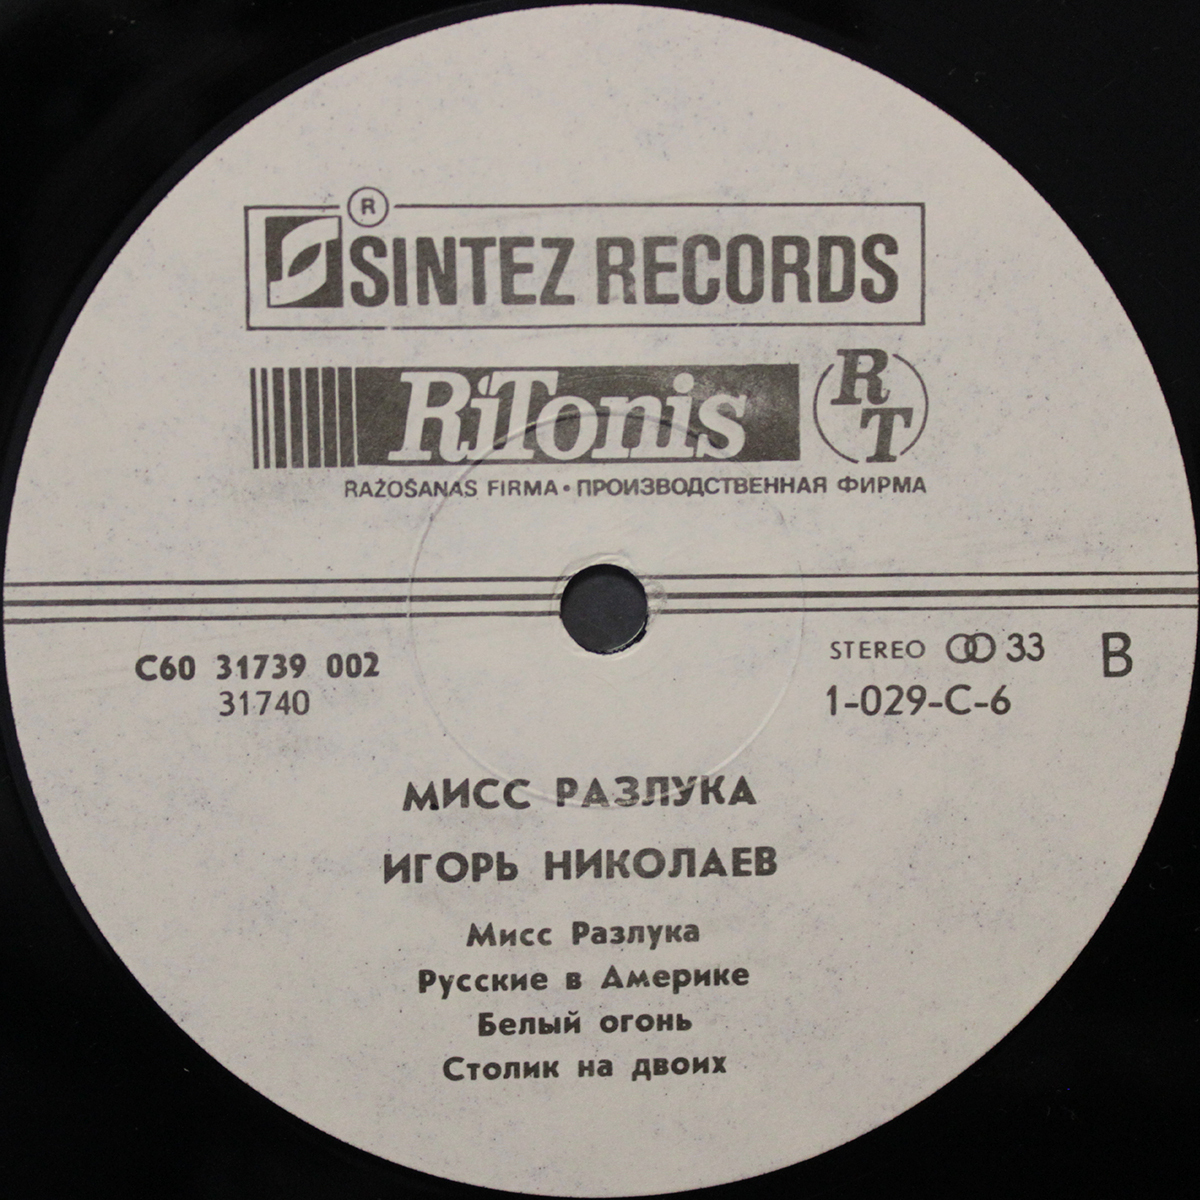 ®
SINTEZ RECORDS
RiTonis RT
RAŽOŠANAS FIRMA • ПРОИЗВОДСТВЕННАЯ ФИРМА
С60 31739 002
31740
STEREO 33 B
1-029-C-6
МИСС РАЗЛУКА
ИГОРЬ НИКОЛАЕВ
Мисс Разлука
Русские в Америке
Белый огонь
Столик на двоих